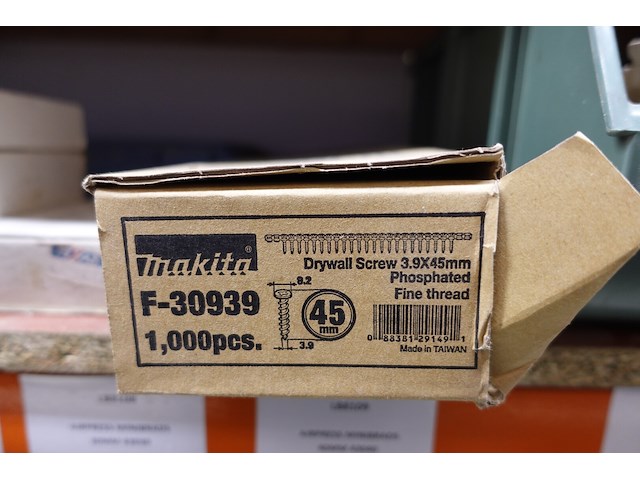 makita®
F-30939
1,000pcs.
Drywall Screw 3.9X45mm
Phosphated
Fine thread
8.2
45
mm
3.9
0 88381 29149 1
Made in TAIWAN